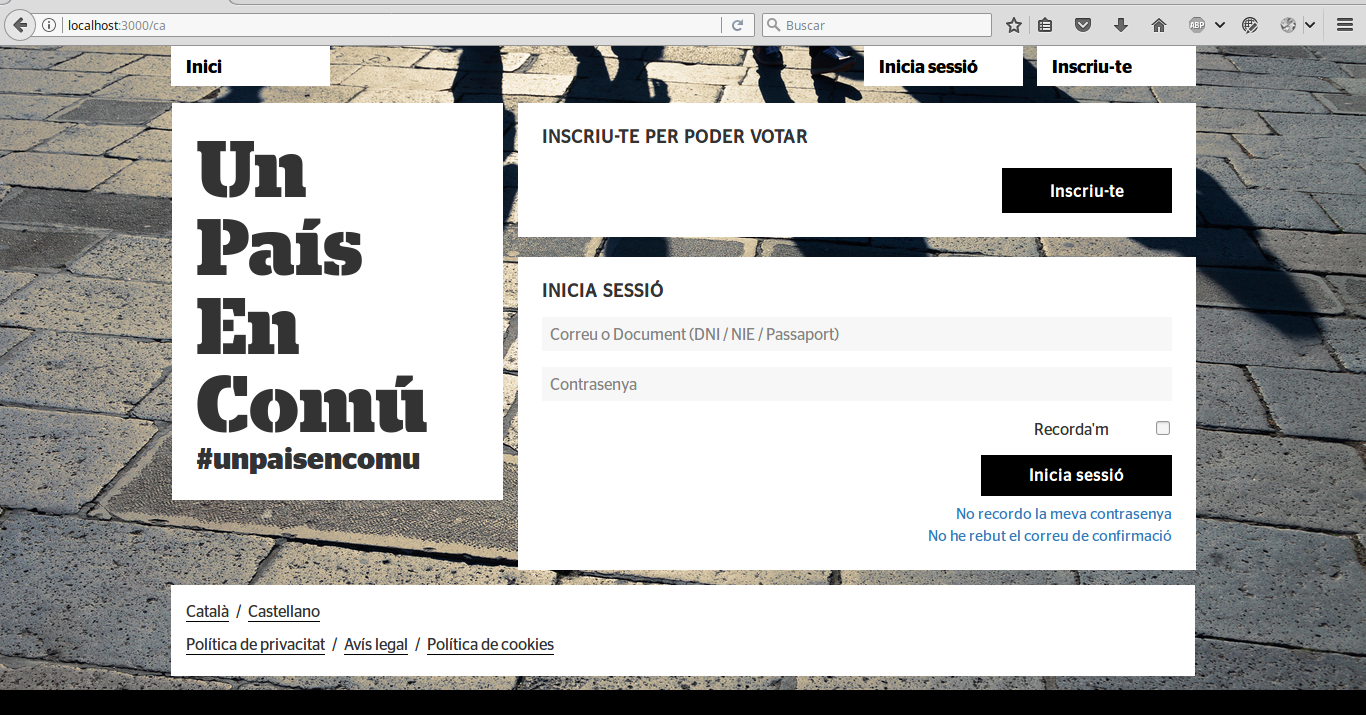 localhost:3000/ca
Buscar
ABP
Inici
Inicia sessió
Inscriu-te
Un
País
En
Comú
#unpaisencomu
INSCRIU-TE PER PODER VOTAR
Inscriu-te
INICIA SESSIÓ
Correu o Document (DNI / NIE / Passaport)
Contrasenya
Recorda'm
Inicia sessió
No recordo la meva contrasenya
No he rebut el correu de confirmació
Català / Castellano
Política de privacitat / Avís legal / Política de cookies